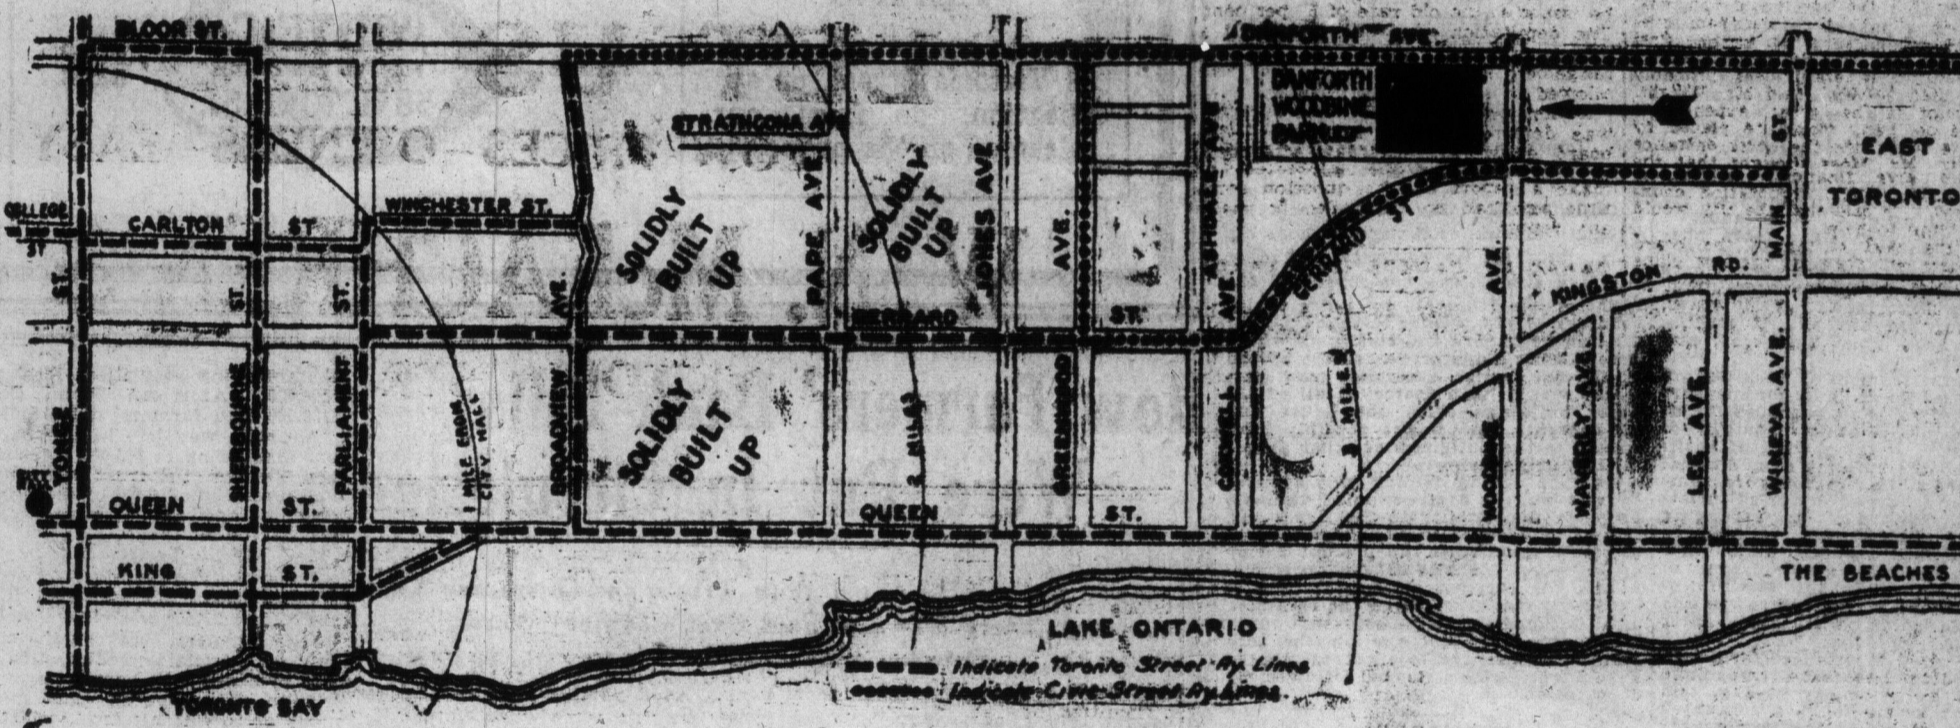 BLOOR ST.
DANFORTH AVE.
DANFORTH
WOODBINE
STRATHCONA AVE
EAST
TORONTO
COLLEGE
ST
CARLTON ST
WINCHESTER ST.
SOLIDLY
BUILT
UP
SOLIDLY
BUILT
UP
PAPE AVE
JONES AVE
GREENWOOD AVE.
ASHDALE AVE
GERRARD ST
MAIN ST.
KINGSTON RD.
GERRARD ST.
YONGE ST.
SHERBOURNE ST.
PARLIAMENT ST.
BROADVIEW AVE.
SOLIDLY
BUILT
UP
1 MILE FROM
CITY HALL
2 MILES
3 MILES
COXWELL AVE
WOODBINE AVE.
WAVERLY AVE.
LEE AVE.
WINEVA AVE.
QUEEN ST.
QUEEN ST.
KING ST.
THE BEACHES
LAKE ONTARIO
Indicate Toronto Street Ry. Lines
Indicate Civic Street Ry Lines.
TORONTO BAY